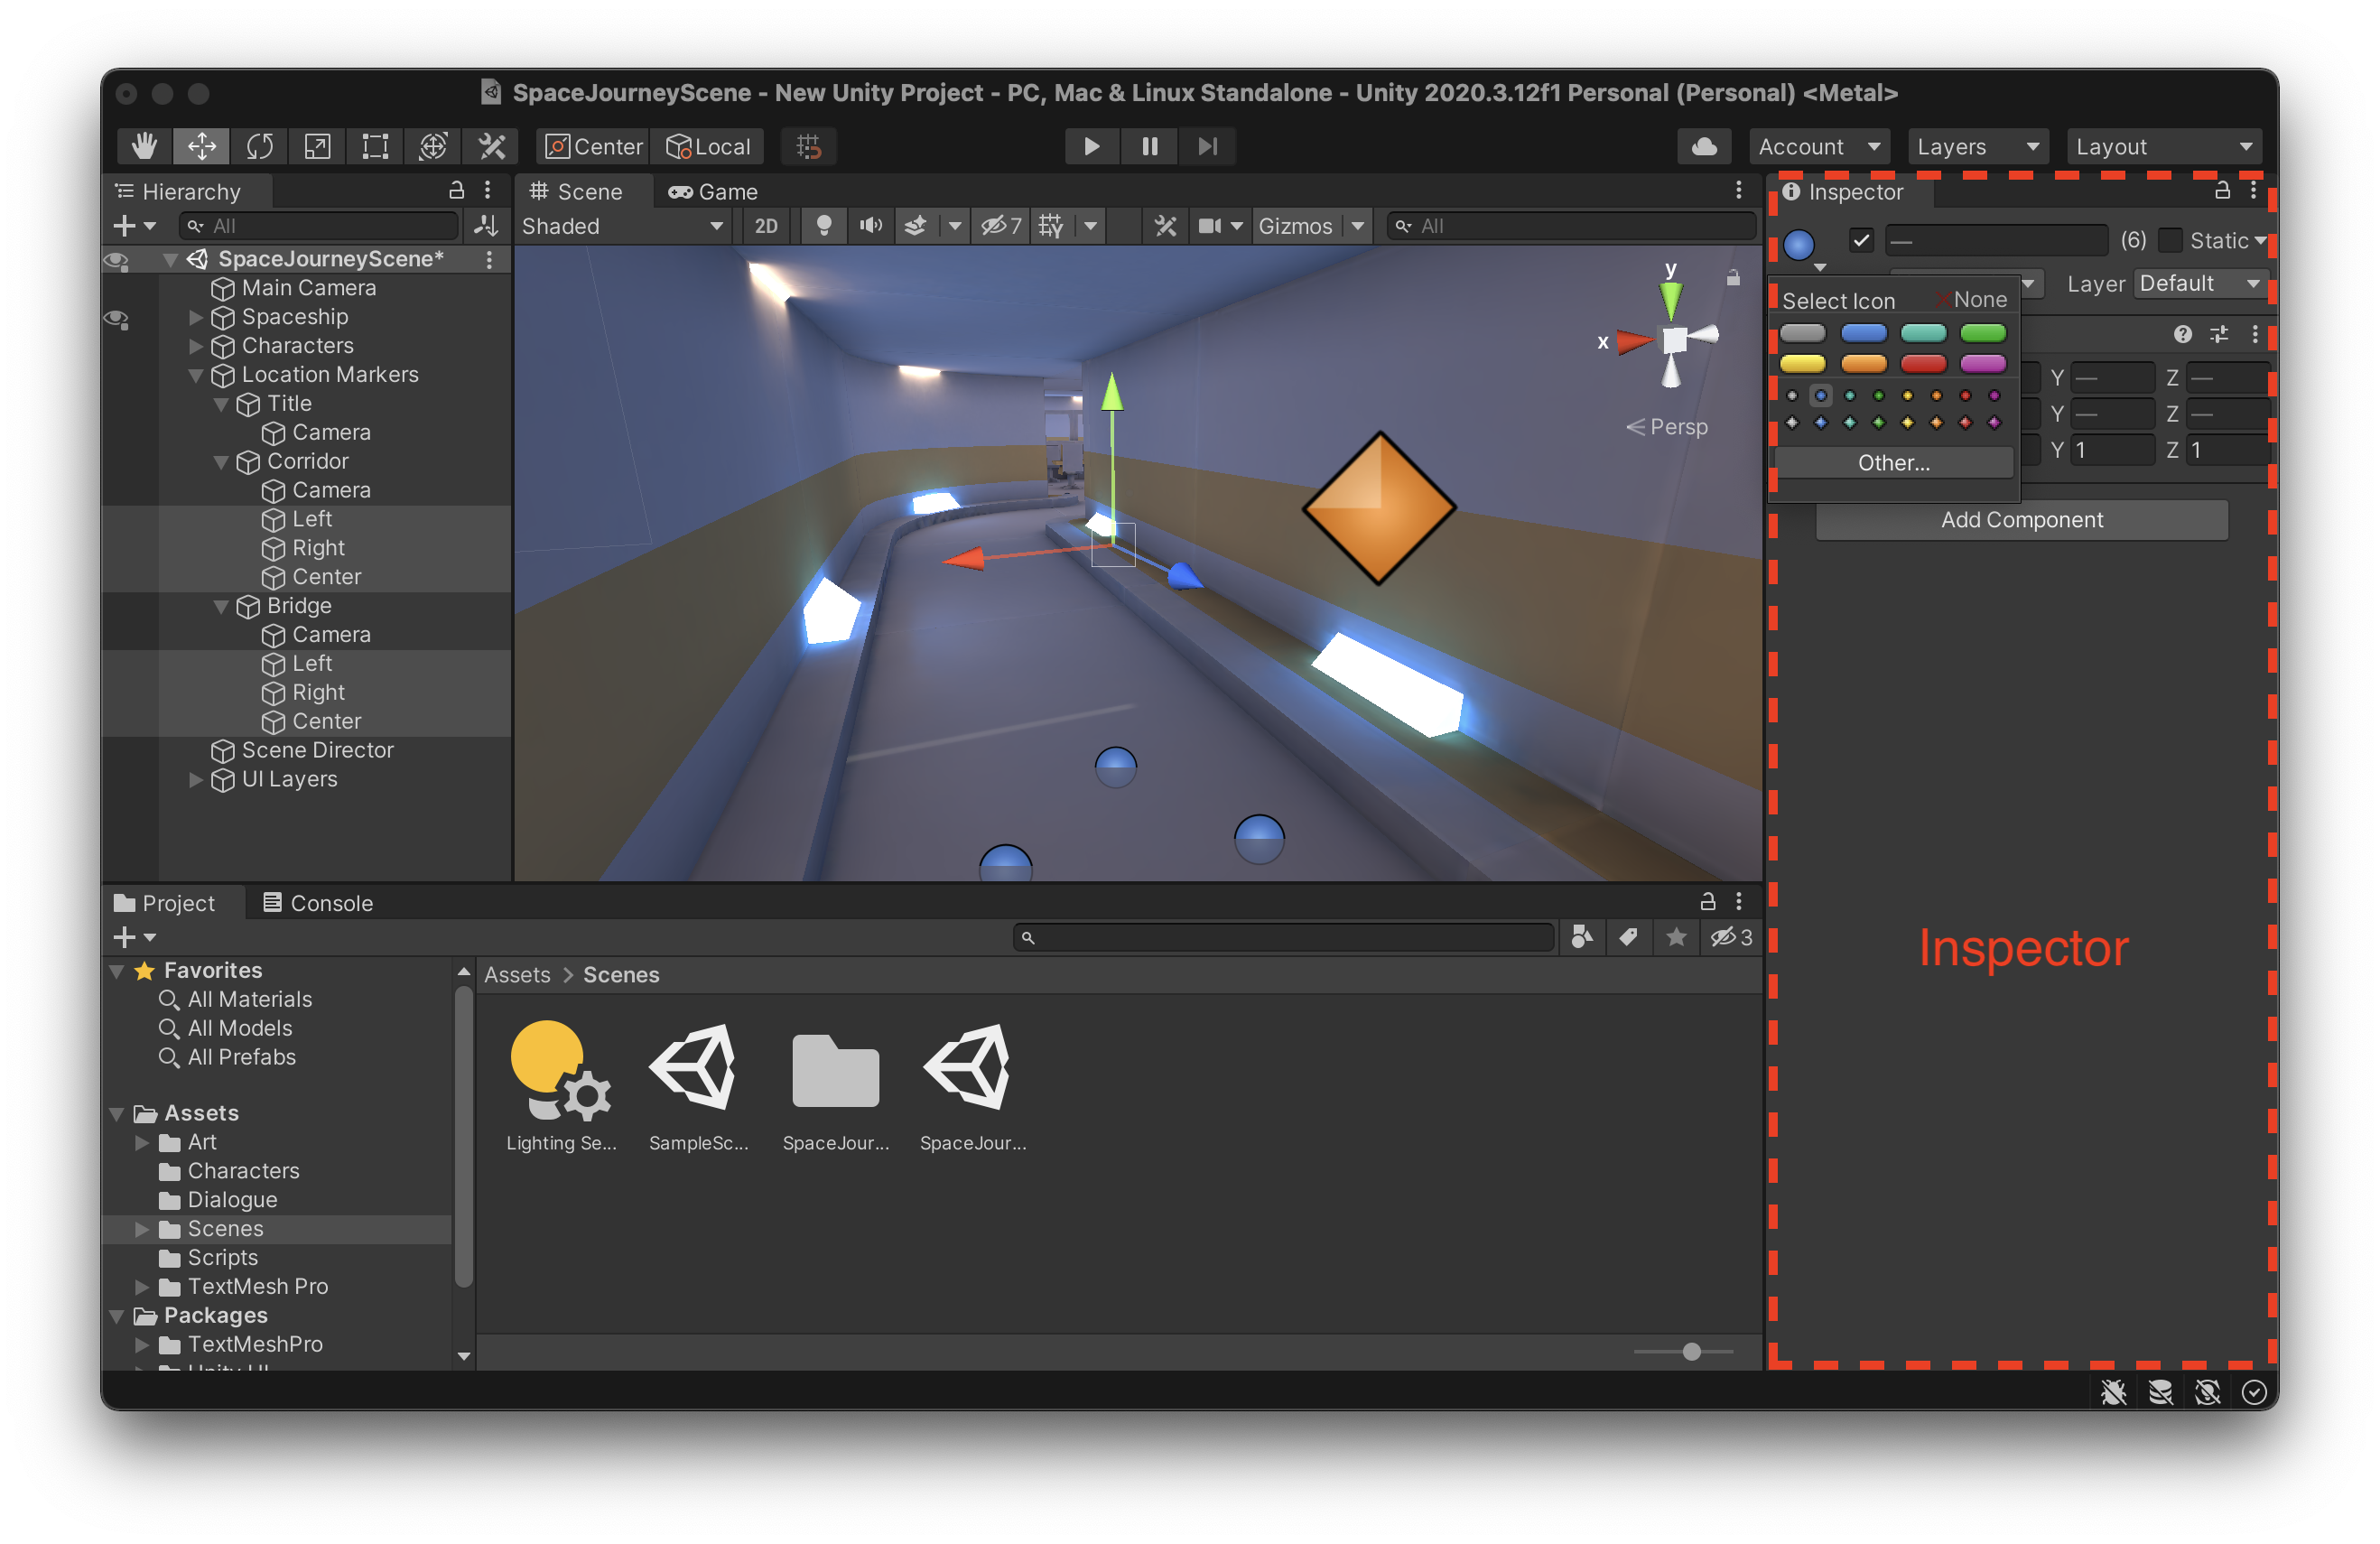 SpaceJourneyScene - New Unity Project - PC, Mac & Linux Standalone - Unity 2020.3.12f1 Personal (Personal) <Metal>
Center Local Account Layers Layout
Hierarchy
All
SpaceJourneyScene*
Main Camera
Spaceship
Characters
Location Markers
Title
Camera
Corridor
Camera
Left
Right
Center
Bridge
Camera
Left
Right
Center
Scene Director
UI Layers
Scene Game
Shaded 2D 7 Gizmos All
y
x
Persp
Inspector
— (6) Static
Layer Default
Select Icon None
Y — Z —
Y — Z —
Y 1 Z 1
Other...
Add Component
Inspector
Project Console
3
Favorites
All Materials
All Models
All Prefabs
Assets
Art
Characters
Dialogue
Scenes
Scripts
TextMesh Pro
Packages
TextMeshPro
Unity UI
Assets > Scenes
Lighting Se... SampleSc... SpaceJour... SpaceJour...